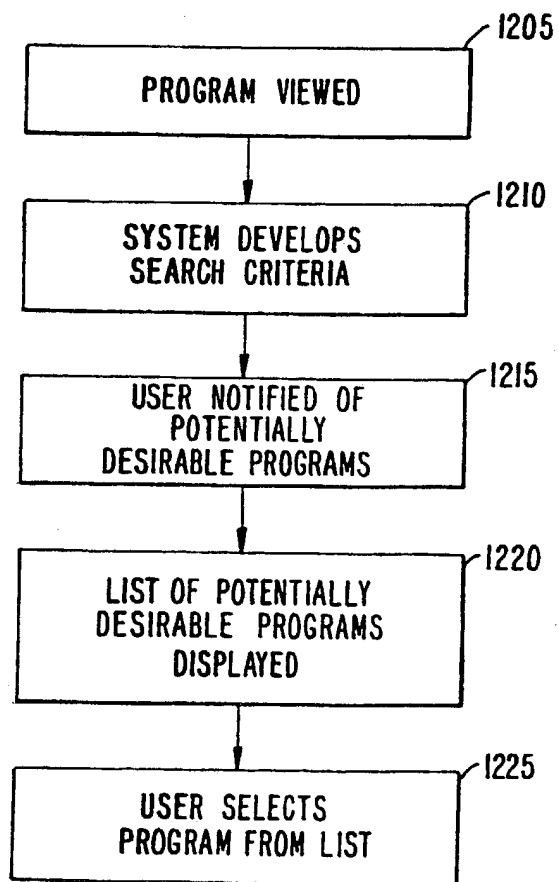 1205
PROGRAM VIEWED
1210
SYSTEM DEVELOPS
SEARCH CRITERIA
1215
USER NOTIFIED OF
POTENTIALLY
DESIRABLE PROGRAMS
1220
LIST OF POTENTIALLY
DESIRABLE PROGRAMS
DISPLAYED
1225
USER SELECTS
PROGRAM FROM LIST